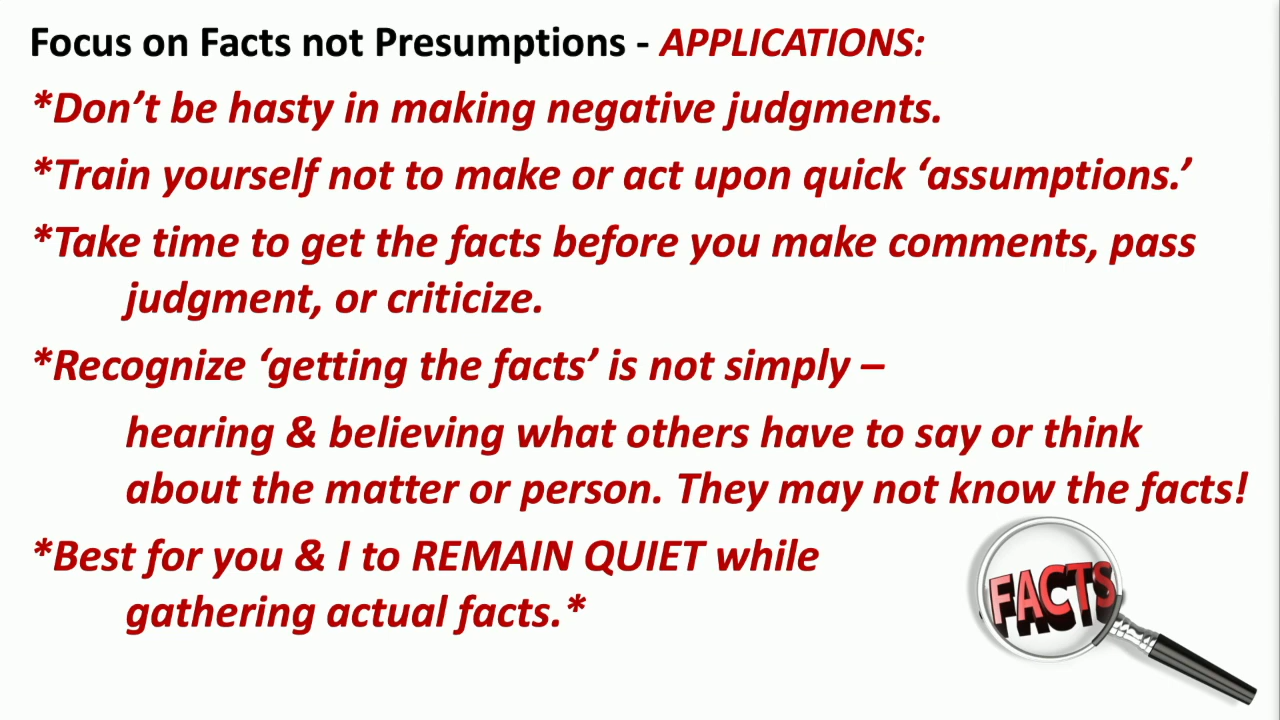 Focus on Facts not Presumptions - APPLICATIONS:
*Don’t be hasty in making negative judgments.
*Train yourself not to make or act upon quick ‘assumptions.’
*Take time to get the facts before you make comments, pass
judgment, or criticize.
*Recognize ‘getting the facts’ is not simply –
hearing & believing what others have to say or think
about the matter or person. They may not know the facts!
*Best for you & I to REMAIN QUIET while
gathering actual facts.*
FACTS